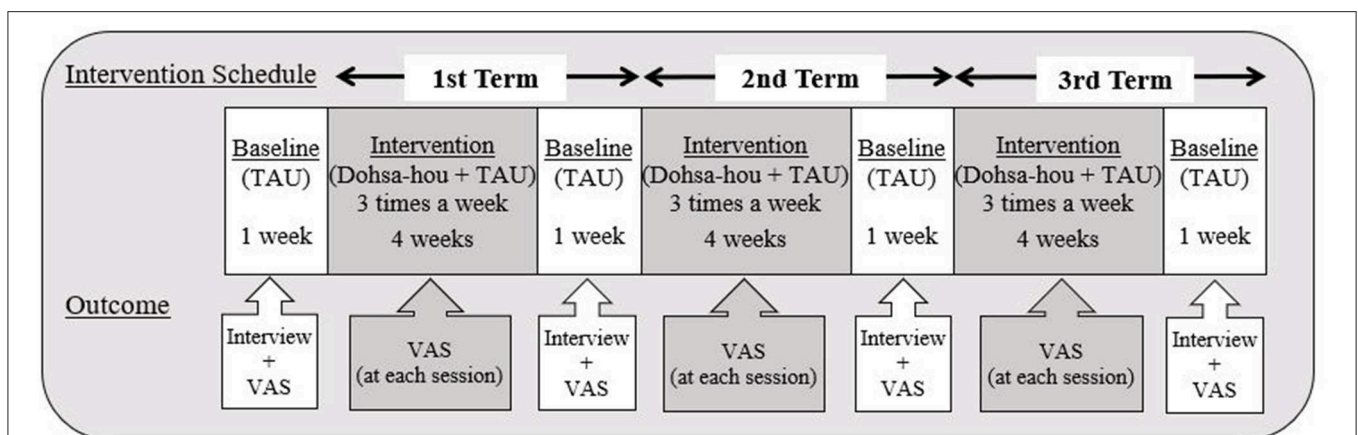 Intervention Schedule
1st Term
2nd Term
3rd Term
Baseline
(TAU)
1 week
Intervention
(Dohsa-hou + TAU)
3 times a week
4 weeks
Baseline
(TAU)
1 week
Intervention
(Dohsa-hou + TAU)
3 times a week
4 weeks
Baseline
(TAU)
1 week
Intervention
(Dohsa-hou + TAU)
3 times a week
4 weeks
Baseline
(TAU)
1 week
Outcome
Interview
+
VAS
VAS
(at each session)
Interview
+
VAS
VAS
(at each session)
Interview
+
VAS
VAS
(at each session)
Interview
+
VAS